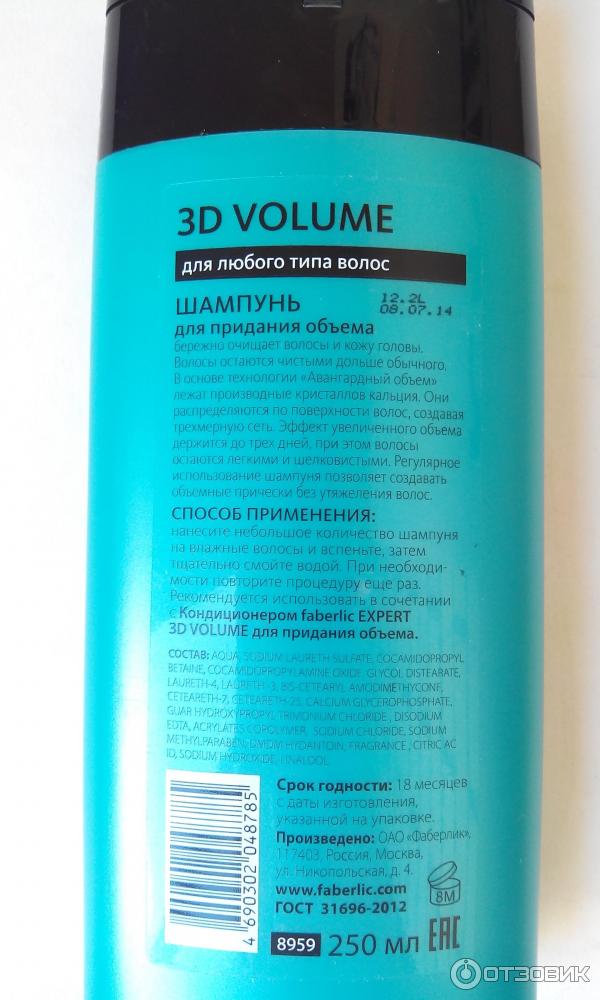 3D VOLUME
для любого типа волос
ШАМПУНЬ
12.2L
08.07.14
для придания объема
бережно очищает волосы и кожу головы.
Волосы остаются чистыми дольше обычного.
В основе технологии «Авангардный объем»
лежат производные кристаллов кальция. Они
распределяются по поверхности волос, создавая
трехмерную сеть. Эффект увеличенного объема
держится до трех дней, при этом волосы
остаются легкими и шелковистыми. Регулярное
использование шампуня позволяет создавать
объемные прически без утяжеления волос.
СПОСОБ ПРИМЕНЕНИЯ:
нанесите небольшое количество шампуня
на влажные волосы и вспеньте, затем
тщательно смойте водой. При необходи-
мости повторите процедуру еще раз.
Рекомендуется использовать в сочетании
с Кондиционером faberlic EXPERT
3D VOLUME для придания объема.
СОСТАВ: AQUA, SODIUM LAURETH SULFATE, COCAMIDOPROPYL
BETAINE, COCAMIDOPROPYLAMINE OXIDE, GLYCOL DISTEARATE,
LAURETH-4, LAURETH-3, BIS-CETEARYL AMODIMETHYCONF,
CETEARETH-7, CETEARETH-25, CALCIUM GLYCEROPHOSPHATE,
GUAR HYDROXYPROPYL TRIMONIUM CHLORIDE, DISODIUM
EDTA, ACRYLATES COPOLYMER, SODIUM CHLORIDE, SODIUM
METHYLPARABEN, DMDM HYDANTOIN, FRAGRANCE, CITRIC AC
ID, SODIUM HYDROXIDE, LINALOOL.
4 690302 048785
Срок годности: 18 месяцев
с даты изготовления,
указанной на упаковке.
Произведено: ОАО «Фаберлик»,
117403, Россия, Москва,
ул. Никопольская, д. 4.
www.faberlic.com
ГОСТ 31696-2012
8М
8959 250 мл ЕАС
ОТЗОВИК